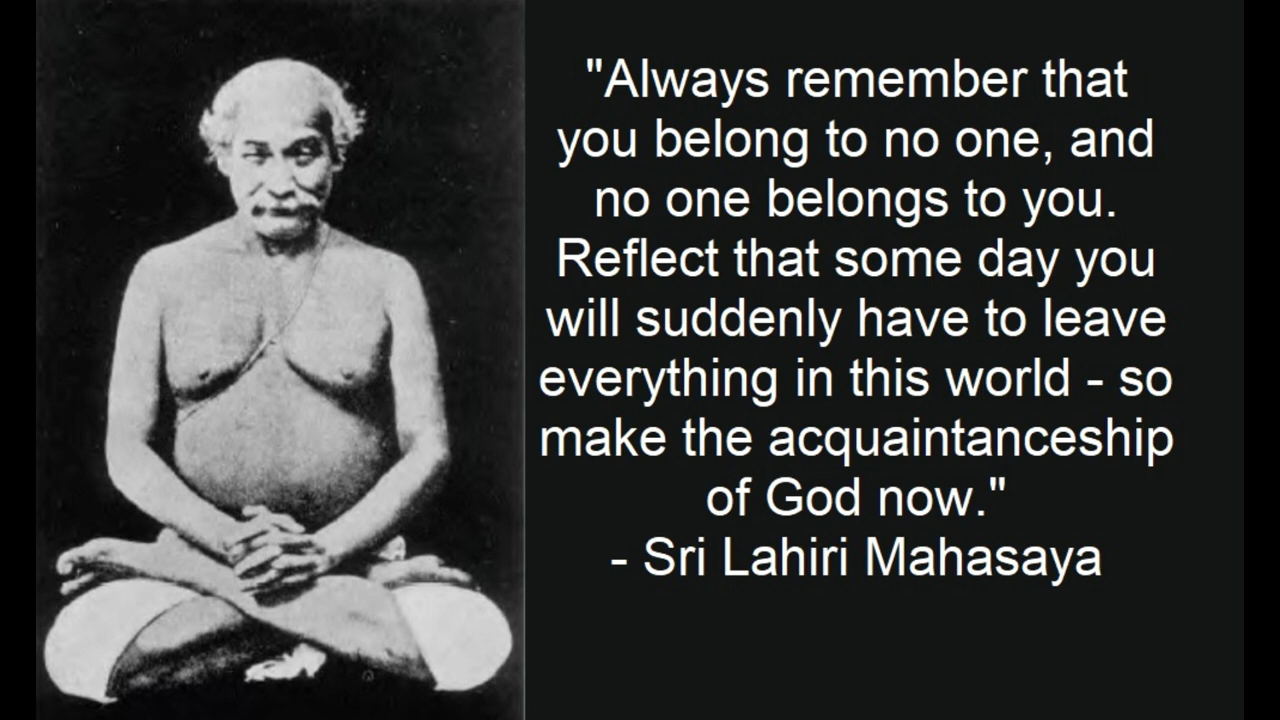 "Always remember that
you belong to no one, and
no one belongs to you.
Reflect that some day you
will suddenly have to leave
everything in this world - so
make the acquaintanceship
of God now."
- Sri Lahiri Mahasaya